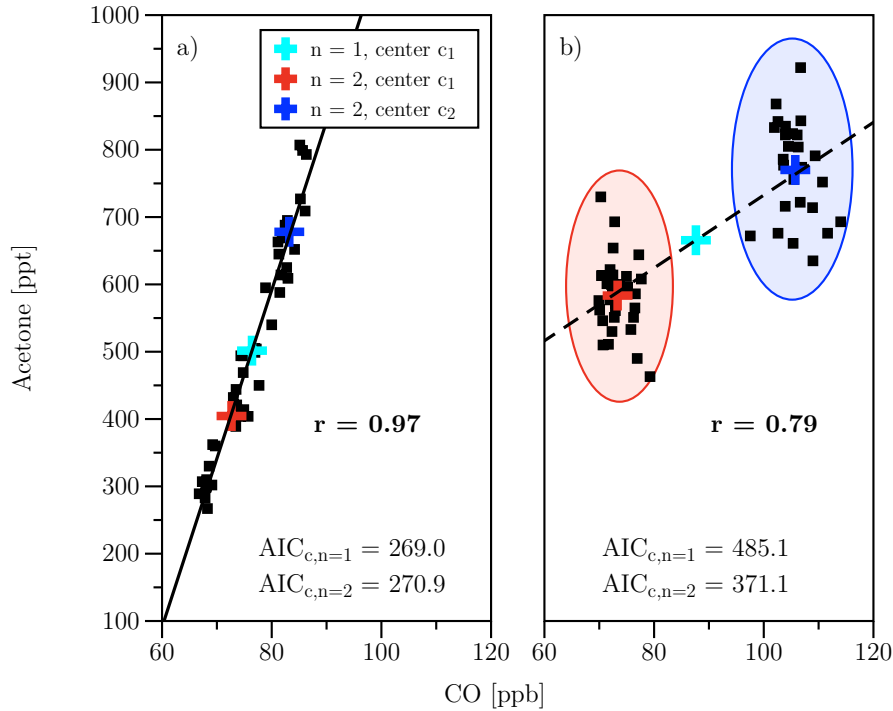 a)
n = 1, center c₁
n = 2, center c₁
n = 2, center c₂
r = 0.97
AICc,n=1 = 269.0
AICc,n=2 = 270.9
b)
r = 0.79
AICc,n=1 = 485.1
AICc,n=2 = 371.1
Acetone [ppt]
1000
900
800
700
600
500
400
300
200
100
60
80
100
120
60
80
100
120
CO [ppb]